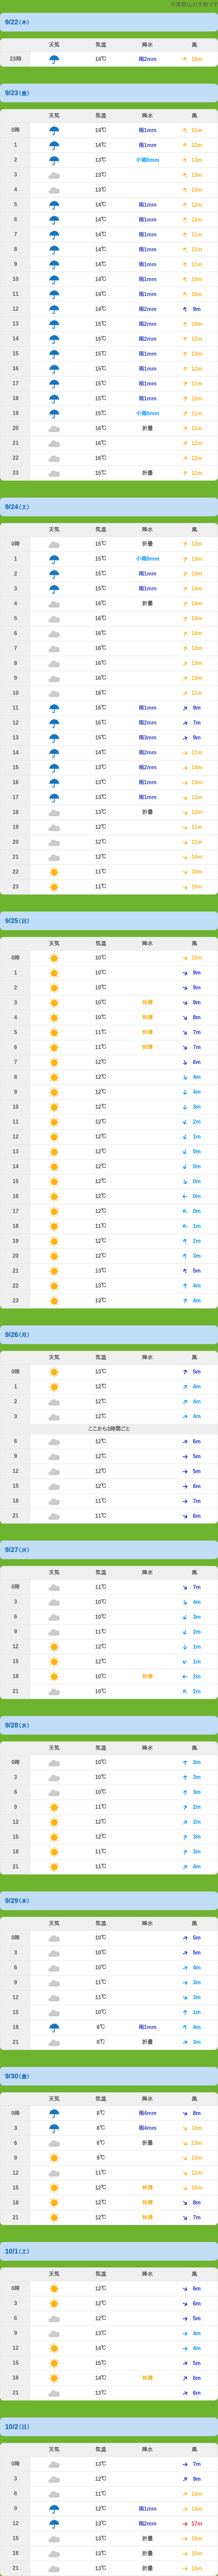 の予報です
9/22(木)
天気 気温 降水 風
23時 14℃ 雨2mm 10m
9/23(金)
天気 気温 降水 風
0時 14℃ 雨1mm 11m
1 14℃ 雨1mm 12m
2 13℃ 小雨0mm 13m
3 13℃ 13m
4 13℃ 13m
5 14℃ 雨1mm 12m
6 14℃ 雨1mm 12m
7 14℃ 雨1mm 11m
8 14℃ 雨1mm 11m
9 14℃ 雨1mm 11m
10 14℃ 雨1mm 10m
11 14℃ 雨1mm 10m
12 14℃ 雨2mm 9m
13 15℃ 雨2mm 10m
14 15℃ 雨2mm 12m
15 15℃ 雨1mm 13m
16 15℃ 雨1mm 12m
17 15℃ 雨1mm 11m
18 15℃ 雨1mm 10m
19 15℃ 小雨0mm 11m
20 16℃ 折曇 11m
21 16℃ 12m
22 16℃ 12m
23 15℃ 折曇 12m
9/24(土)
天気 気温 降水 風
0時 15℃ 折曇 12m
1 15℃ 小雨0mm 13m
2 15℃ 雨1mm 13m
3 15℃ 雨1mm 14m
4 16℃ 折曇 14m
5 16℃ 14m
6 16℃ 14m
7 16℃ 13m
8 16℃ 13m
9 16℃ 13m
10 16℃ 11m
11 16℃ 雨1mm 9m
12 16℃ 雨2mm 7m
13 15℃ 雨3mm 9m
14 14℃ 雨2mm 11m
15 13℃ 雨2mm 14m
16 13℃ 雨1mm 13m
17 13℃ 雨1mm 13m
18 13℃ 折曇 12m
19 12℃ 11m
20 12℃ 11m
21 12℃ 10m
22 11℃ 10m
23 11℃ 10m
9/25(日)
天気 気温 降水 風
0時 10℃ 10m
1 10℃ 9m
2 10℃ 9m
3 10℃ 快晴 9m
4 10℃ 快晴 8m
5 11℃ 快晴 7m
6 11℃ 快晴 7m
7 12℃ 6m
8 12℃ 4m
9 12℃ 4m
10 12℃ 3m
11 12℃ 2m
12 12℃ 1m
13 12℃ 0m
14 12℃ 0m
15 12℃ 0m
16 12℃ 0m
17 12℃ 0m
18 11℃ 1m
19 12℃ 2m
20 12℃ 3m
21 13℃ 5m
22 13℃ 4m
23 13℃ 4m
9/26(月)
天気 気温 降水 風
0時 13℃ 5m
1 12℃ 4m
2 12℃ 4m
3 12℃ 4m
ここから3時間ごと
6 12℃ 6m
9 12℃ 5m
12 12℃ 5m
15 12℃ 6m
18 11℃ 7m
21 11℃ 6m
9/27(火)
天気 気温 降水 風
0時 11℃ 7m
3 10℃ 4m
6 10℃ 3m
9 11℃ 2m
12 12℃ 1m
15 12℃ 1m
18 10℃ 快晴 2m
21 10℃ 2m
9/28(水)
天気 気温 降水 風
0時 10℃ 3m
3 10℃ 3m
6 10℃ 3m
9 11℃ 2m
12 12℃ 2m
15 12℃ 3m
18 11℃ 3m
21 11℃ 4m
9/29(木)
天気 気温 降水 風
0時 10℃ 5m
3 10℃ 5m
6 10℃ 4m
9 11℃ 3m
12 11℃ 3m
15 10℃ 1m
18 8℃ 雨1mm 4m
21 8℃ 折曇 3m
9/30(金)
天気 気温 降水 風
0時 8℃ 雨4mm 8m
3 8℃ 雨4mm 10m
6 8℃ 折曇 13m
9 9℃ 13m
12 11℃ 12m
15 12℃ 快晴 10m
18 12℃ 快晴 8m
21 12℃ 快晴 7m
10/1(土)
天気 気温 降水 風
0時 12℃ 6m
3 12℃ 6m
6 12℃ 5m
9 13℃ 4m
12 14℃ 4m
15 15℃ 5m
18 14℃ 快晴 6m
21 13℃ 6m
10/2(日)
天気 気温 降水 風
0時 13℃ 7m
3 12℃ 9m
6 11℃ 13m
9 12℃ 雨1mm 14m
12 13℃ 雨2mm 17m
15 13℃ 折曇 16m
18 13℃ 折曇 15m
21 13℃ 折曇 15m